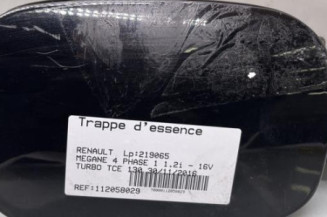 Trappe d'essence
RENAULT Lp:219065
MEGANE 4 PHASE 1 1.2i - 16V
TURBO TCE 130 30/11/2016
REF:112058029